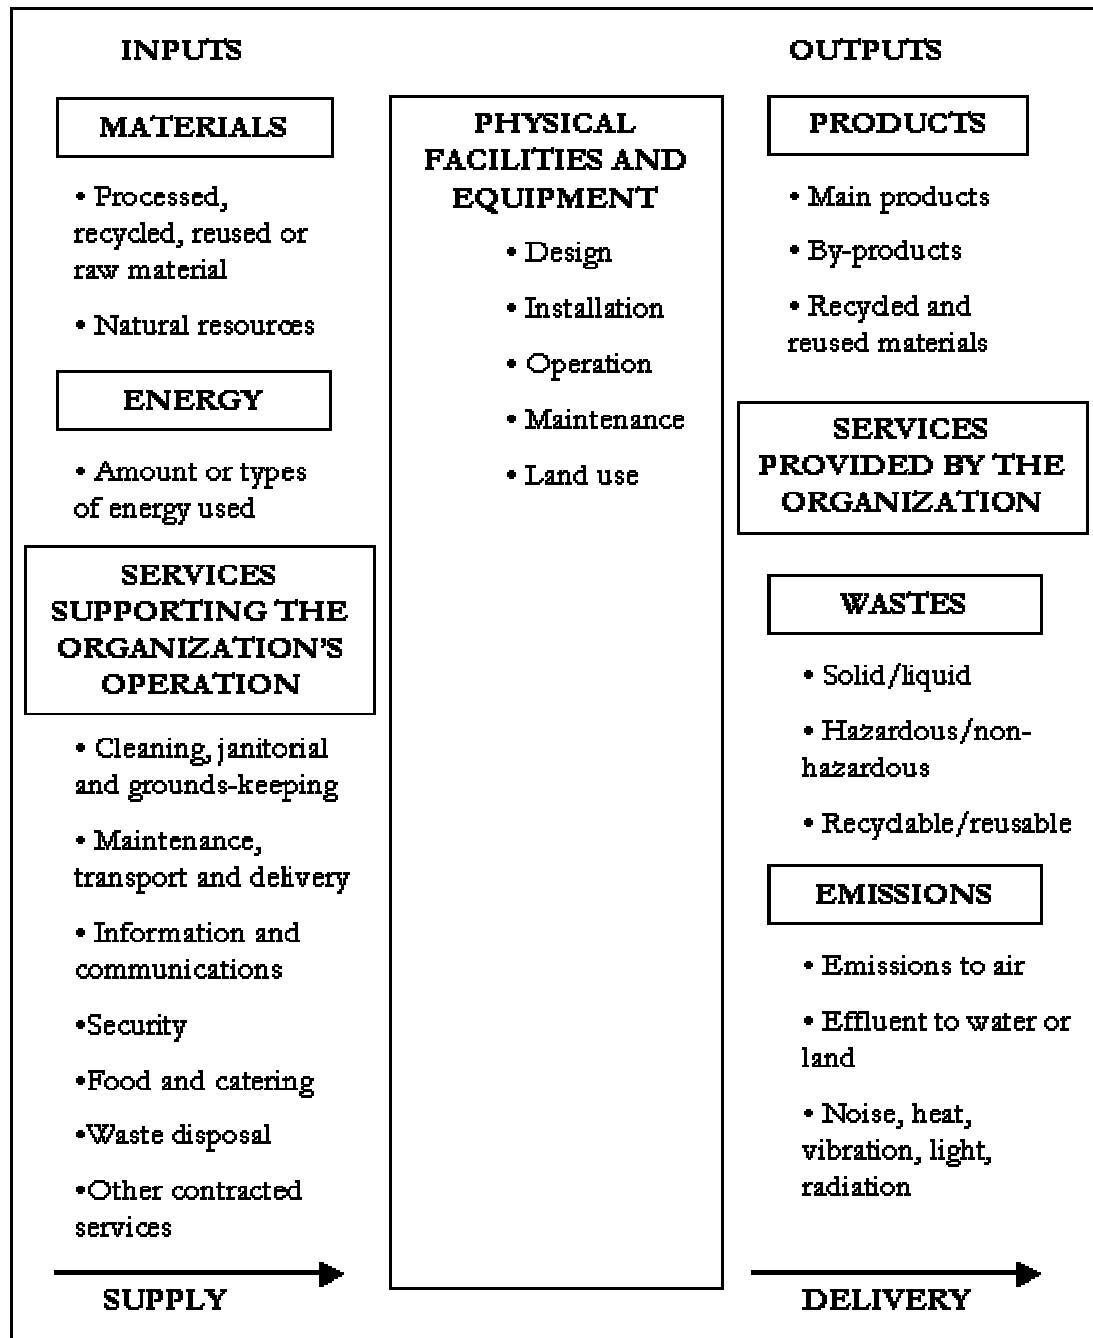 INPUTS
MATERIALS
• Processed,
recycled, reused or
raw material
• Natural resources
ENERGY
• Amount or types
of energy used
SERVICES
SUPPORTING THE
ORGANIZATION'S
OPERATION
• Cleaning, janitorial
and grounds-keeping
• Maintenance,
transport and delivery
• Information and
communications
•Security
•Food and catering
•Waste disposal
•Other contracted
services
SUPPLY
PHYSICAL
FACILITIES AND
EQUIPMENT
• Design
• Installation
• Operation
• Maintenance
• Land use
OUTPUTS
PRODUCTS
• Main products
• By-products
• Recycled and
reused materials
SERVICES
PROVIDED BY THE
ORGANIZATION
WASTES
• Solid/liquid
• Hazardous/non-
hazardous
• Recyclable/reusable
EMISSIONS
• Emissions to air
• Effluent to water or
land
• Noise, heat,
vibration, light,
radiation
DELIVERY